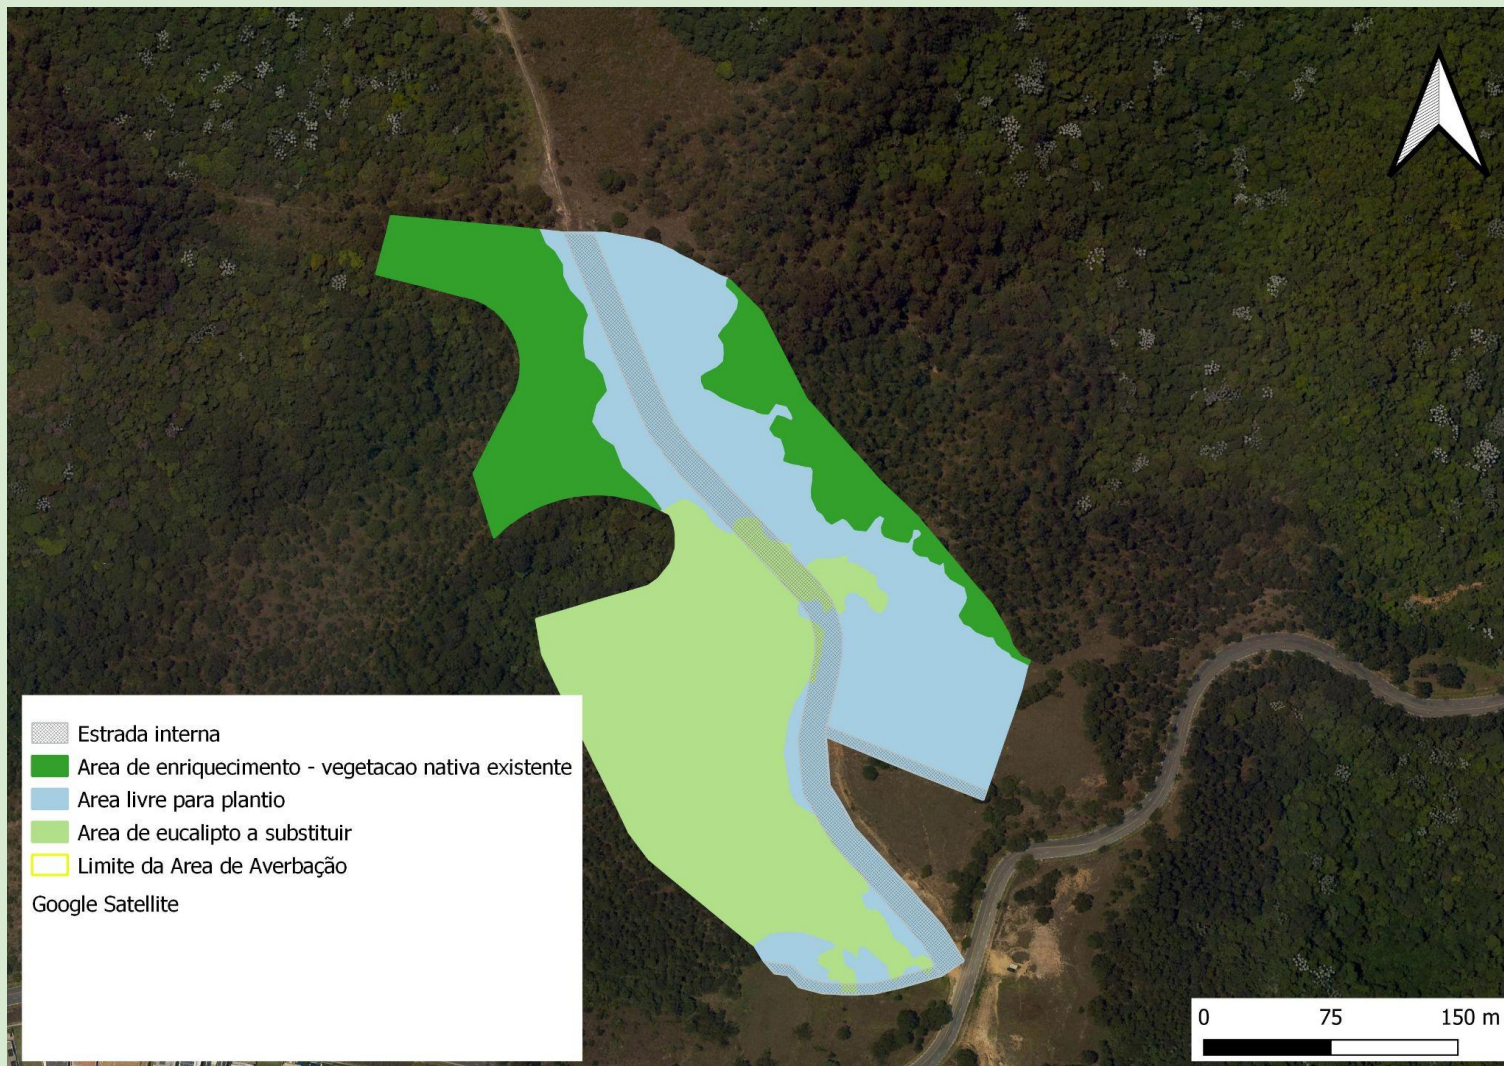 Estrada interna
Area de enriquecimento - vegetacao nativa existente
Area livre para plantio
Area de eucalipto a substituir
Limite da Area de Averbação
Google Satellite
0 75 150 m